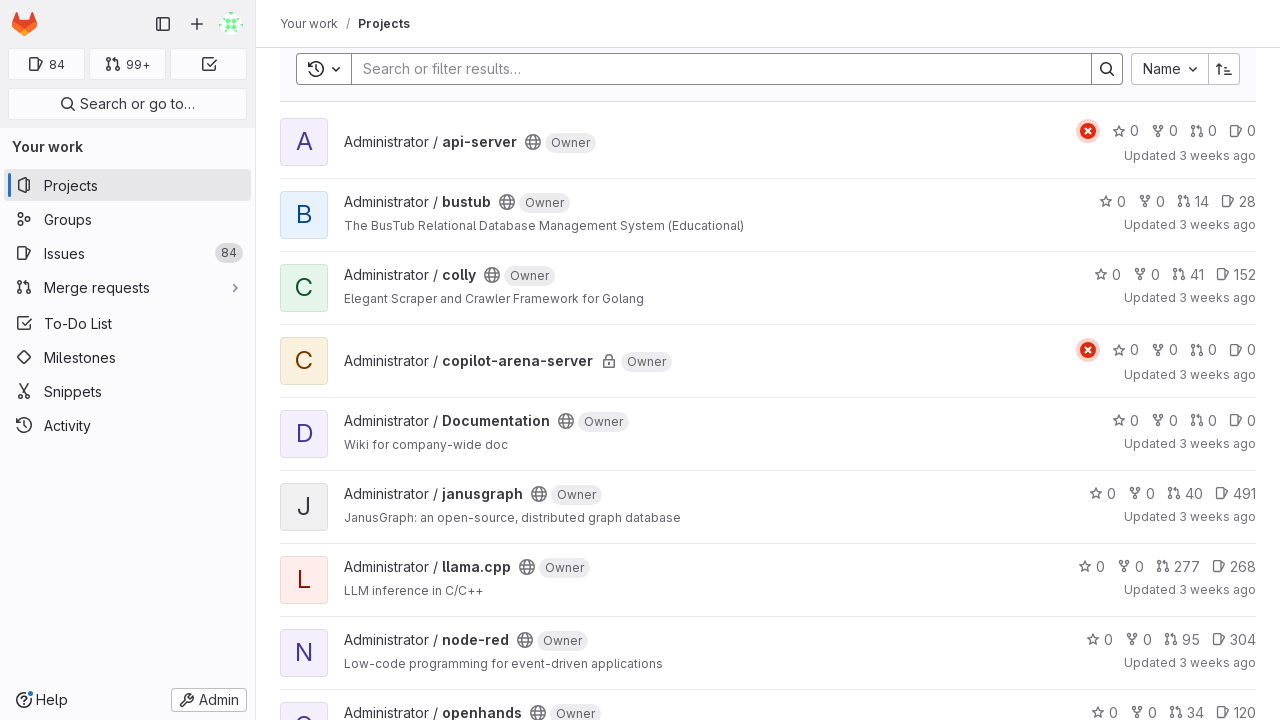 Your work / Projects
84
99+
Search or go to…
Your work
Projects
Groups
Issues 84
Merge requests
To-Do List
Milestones
Snippets
Activity
Help
Admin
Search or filter results…
Name
A
Administrator / api-server Owner
0 0 0 0
Updated 3 weeks ago
B
Administrator / bustub Owner
The BusTub Relational Database Management System (Educational)
0 0 14 28
Updated 3 weeks ago
C
Administrator / colly Owner
Elegant Scraper and Crawler Framework for Golang
0 0 41 152
Updated 3 weeks ago
C
Administrator / copilot-arena-server Owner
0 0 0 0
Updated 3 weeks ago
D
Administrator / Documentation Owner
Wiki for company-wide doc
0 0 0 0
Updated 3 weeks ago
J
Administrator / janusgraph Owner
JanusGraph: an open-source, distributed graph database
0 0 40 491
Updated 3 weeks ago
L
Administrator / llama.cpp Owner
LLM inference in C/C++
0 0 277 268
Updated 3 weeks ago
N
Administrator / node-red Owner
Low-code programming for event-driven applications
0 0 95 304
Updated 3 weeks ago
O
Administrator / openhands Owner
0 0 34 120